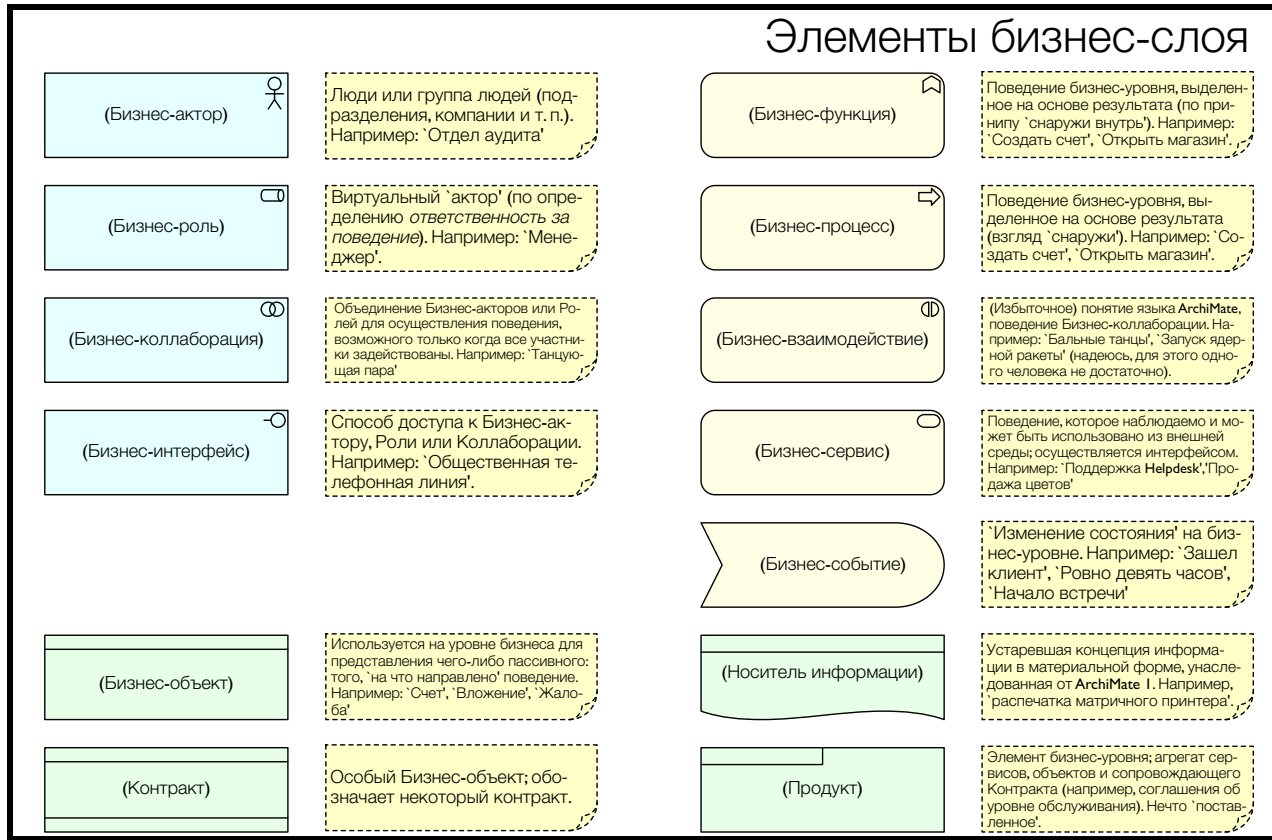 Элементы бизнес-слоя
(Бизнес-актор)
Люди или группа людей (под-
разделения, компании и т. п.).
Например: `Отдел аудита'
(Бизнес-функция)
Поведение бизнес-уровня, выделен-
ное на основе результата (по при-
нипу `снаружи внутрь'). Например:
`Создать счет', `Открыть магазин'.
(Бизнес-роль)
Виртуальный `актор' (по опре-
делению ответственность за
поведение). Например: `Мене-
джер'.
(Бизнес-процесс)
Поведение бизнес-уровня, вы-
деленное на основе результата
(взгляд `снаружи'). Например: `Со-
здать счет', `Открыть магазин'.
(Бизнес-коллаборация)
Объединение Бизнес-акторов или Ро-
лей для осуществления поведения,
возможного только когда все участни-
ки задействованы. Например: `Танцую-
щая пара'
(Бизнес-взаимодействие)
(Избыточное) понятие языка ArchiMate,
поведение Бизнес-коллаборации. На-
пример: `Бальные танцы', `Запуск ядер-
ной ракеты' (надеюсь, для этого одно-
го человека не достаточно).
(Бизнес-интерфейс)
Способ доступа к Бизнес-ак-
тору, Роли или Коллаборации.
Например: `Общественная те-
лефонная линия'.
(Бизнес-сервис)
Поведение, которое наблюдаемо и мо-
жет быть использовано из внешней
среды; осуществляется интерфейсом.
Например: `Поддержка Helpdesk','Про-
дажа цветов'
(Бизнес-событие)
`Изменение состояния' на биз-
нес-уровне. Например: `Зашел
клиент', `Ровно девять часов',
`Начало встречи'
(Бизнес-объект)
Используется на уровне бизнеса для
представления чего-либо пассивного:
того, `на что направлено' поведение.
Например: `Счет', `Вложение', `Жало-
ба'
(Носитель информации)
Устаревшая концепция информа-
ции в материальной форме, унасле-
дованная от ArchiMate 1. Например,
`распечатка матричного принтера'.
(Контракт)
Особый Бизнес-объект; обо-
значает некоторый контракт.
(Продукт)
Элемент бизнес-уровня; агрегат сер-
висов, объектов и сопровождающего
Контракта (например, соглашения об
уровне обслуживания). Нечто `постав-
ленное'.